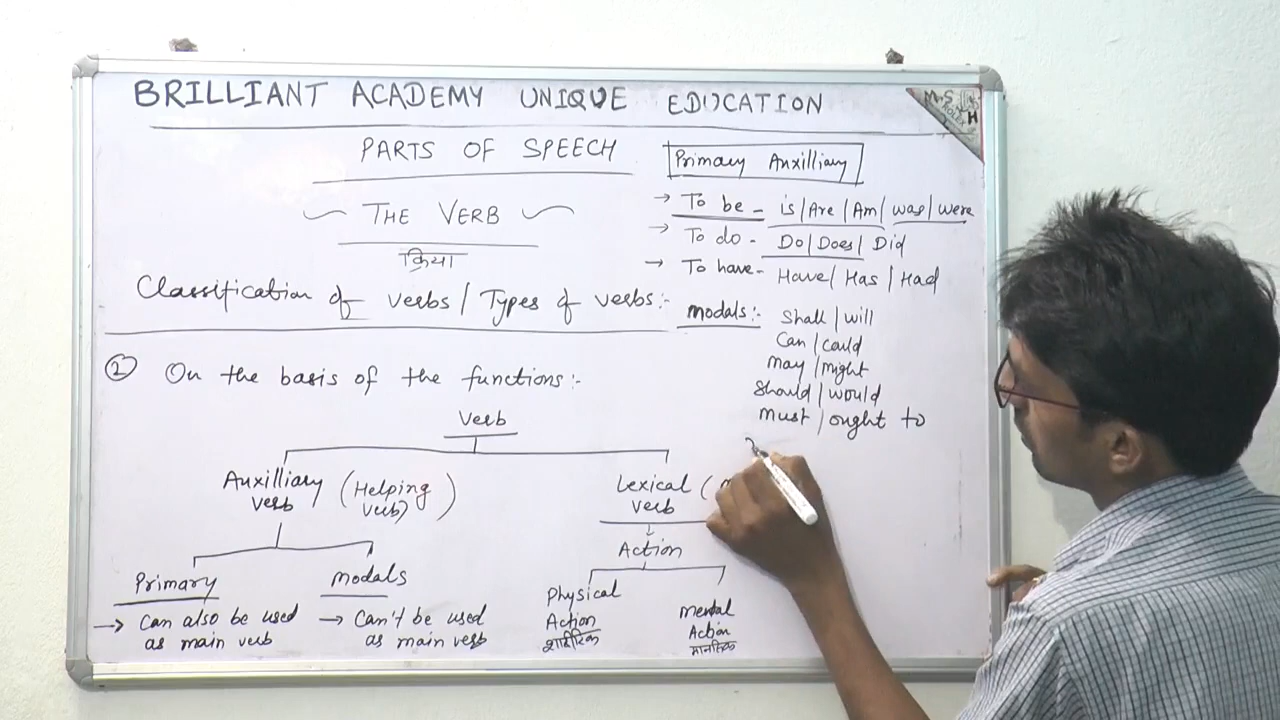 BRILLIANT ACADEMY UNIQUE EDUCATION
PARTS OF SPEECH
THE VERB
क्रिया
Classification of verbs / Types of verbs:-
② On the basis of the functions:-
Verb
Auxilliary verb (Helping verb)
Primary
→ Can also be used
as main verb
Modals
→ Can't be used
as main verb
Lexical (
verb
Action
Physical
Action
शारीरिक
Mental
Action
मानसिक
Primary Auxilliary
→ To be - is/Are/Am/was/were
→ To do - Do/Does/Did
→ To have- Have/Has/Had
Modals:- Shall/will
Can/could
May/might
Should/would
Must/ought to
M.S
H